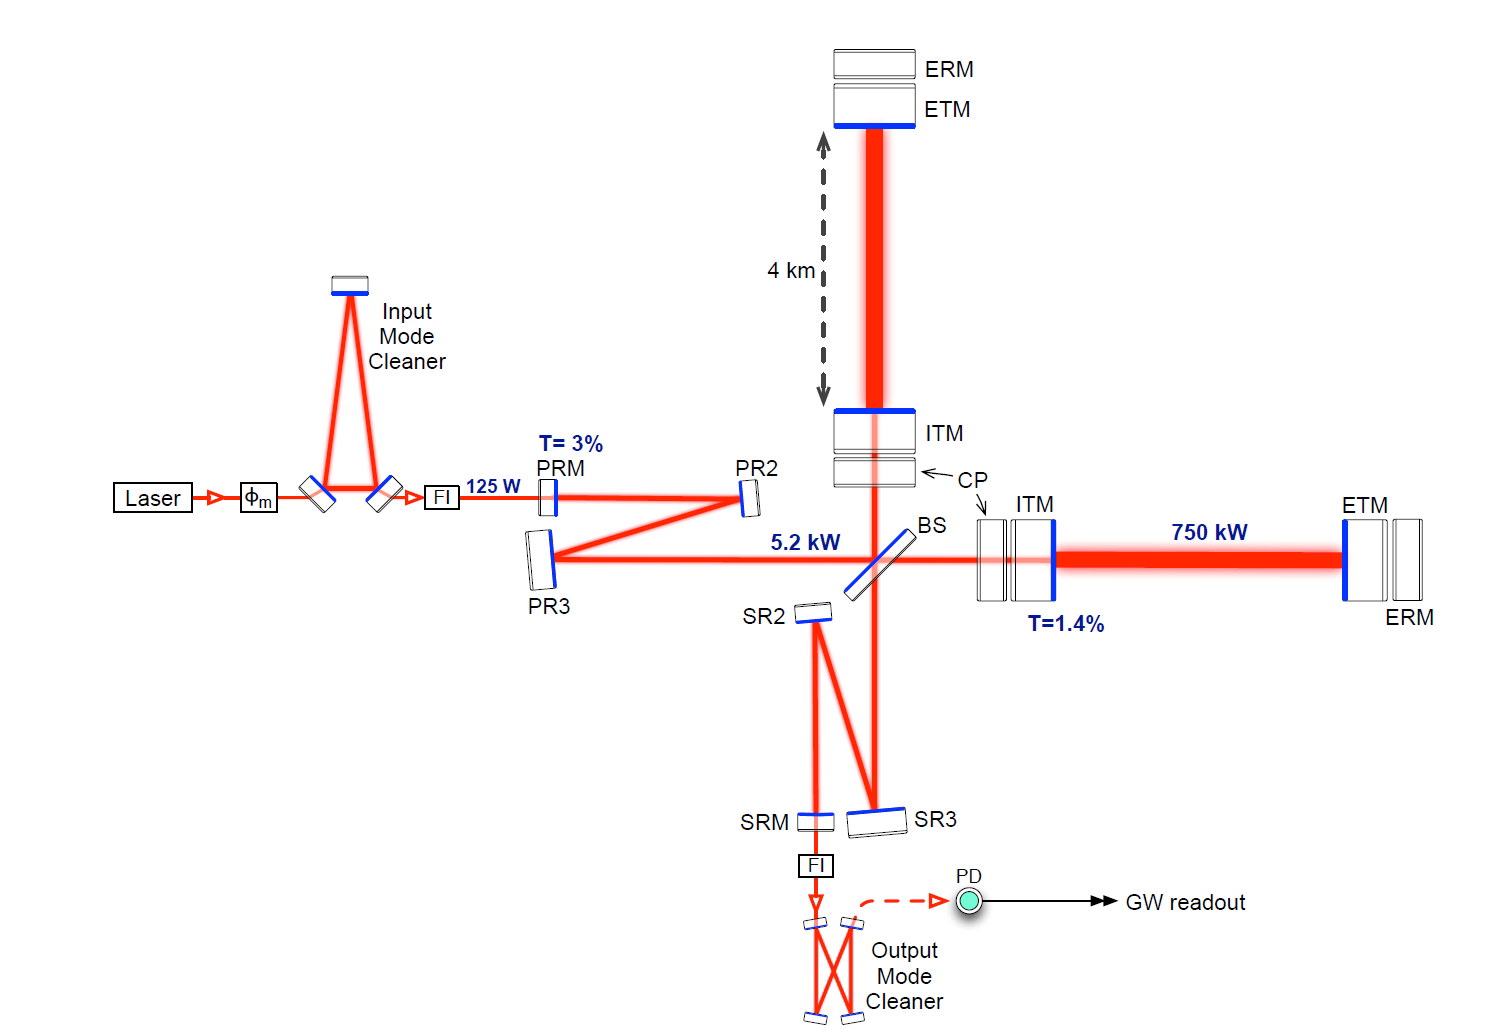 ERM
ETM
4 km
Input
Mode
Cleaner
ITM
T= 3%
PRM
PR2
CP
Laser
ϕm
FI
125 W
ITM
ETM
BS
5.2 kW
750 kW
PR3
SR2
T=1.4%
ERM
SRM
SR3
FI
PD
GW readout
Output
Mode
Cleaner